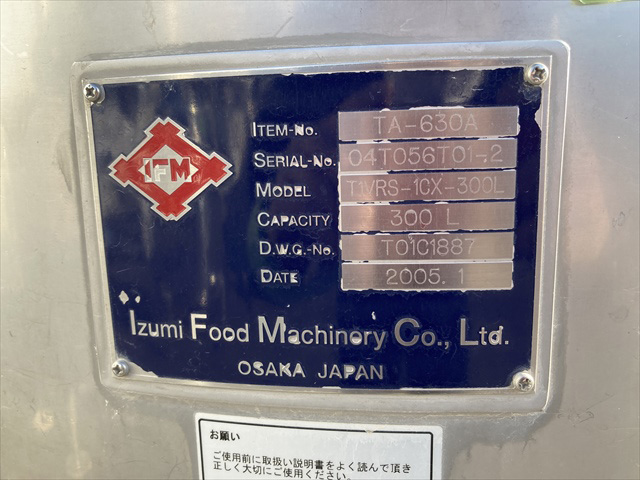 IFM
ITEM-No. TA-630A
SERIAL-No. 04T056T01-2
MODEL T1VRS-1CX-300L
CAPACITY 300 L
D.W.G.-No. T01C1887
DATE 2005.1
Izumi Food Machinery Co., Ltd.
OSAKA JAPAN
お願い
ご使用前に取扱い説明書をよく読んで頂き
正しく大切にご使用ください。